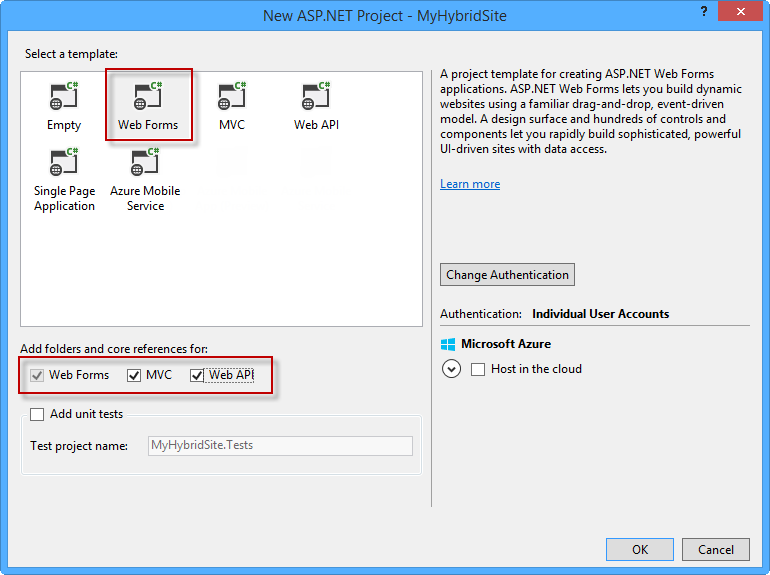 New ASP.NET Project - MyHybridSite
?
Select a template:
C# C# C# C#
Empty Web Forms MVC Web API
C# C#
Single Page Azure Mobile
Application Service
A project template for creating ASP.NET Web Forms
applications. ASP.NET Web Forms lets you build dynamic
websites using a familiar drag-and-drop, event-driven
model. A design surface and hundreds of controls and
components let you rapidly build sophisticated, powerful
UI-driven sites with data access.
Learn more
Change Authentication
Authentication: Individual User Accounts
Microsoft Azure
Host in the cloud
Add folders and core references for:
Web Forms MVC Web API
Add unit tests
Test project name: MyHybridSite.Tests
OK Cancel